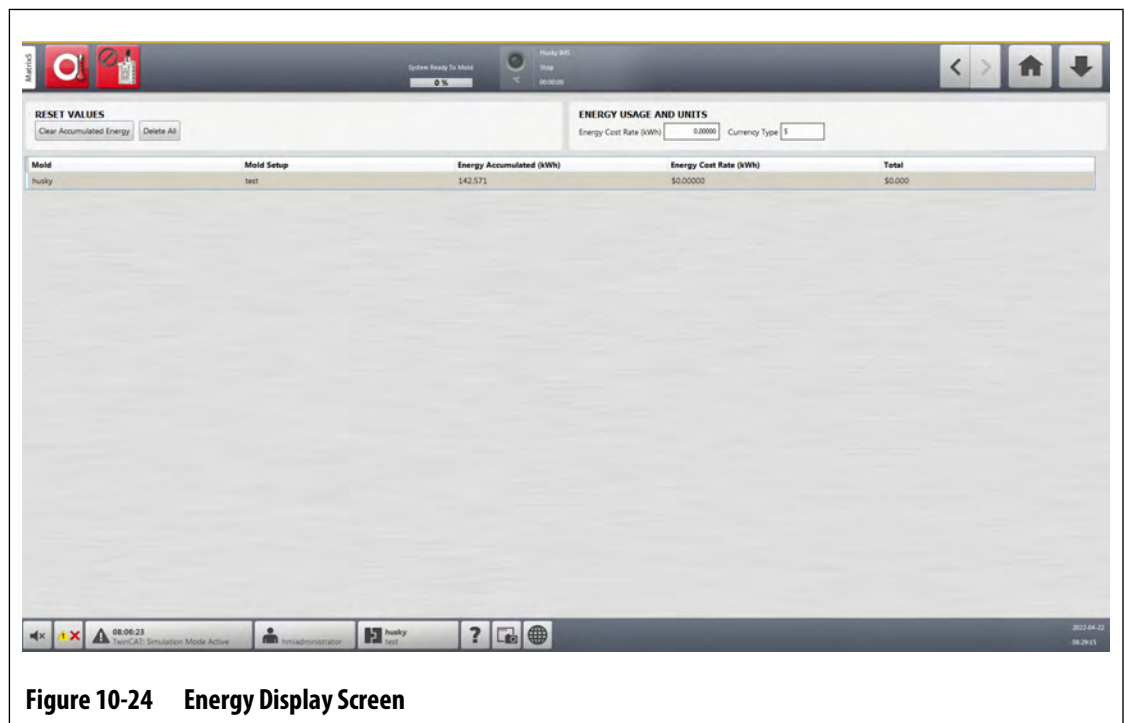 Matrix5
System Ready To Mold
0 %
°C
Husky IMS
Stop
00:00:00
RESET VALUES
Clear Accumulated Energy Delete All
ENERGY USAGE AND UNITS
Energy Cost Rate (kWh) 0.00000 Currency Type $
Mold Mold Setup Energy Accumulated (kWh) Energy Cost Rate (kWh) Total
husky test 142.571 $0.00000 $0.000
08:06:23
TwinCAT! Simulation Mode Active
hmiadministrator
husky
test
?
2022-04-22
08:29:15
Figure 10-24 Energy Display Screen